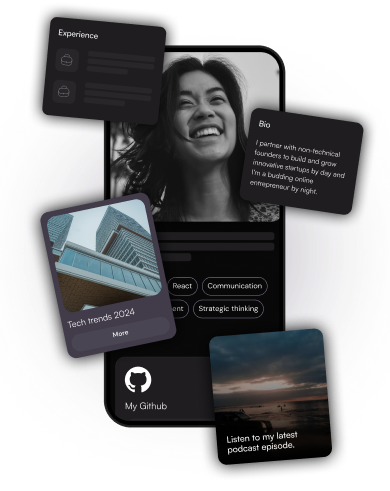 Experience
Bio
I partner with non-technical
founders to build and grow
innovative startups by day and
I'm a budding online
entrepreneur by night.
React
Communication
ent
Strategic thinking
Tech trends 2024
More
My Github
Listen to my latest
podcast episode.